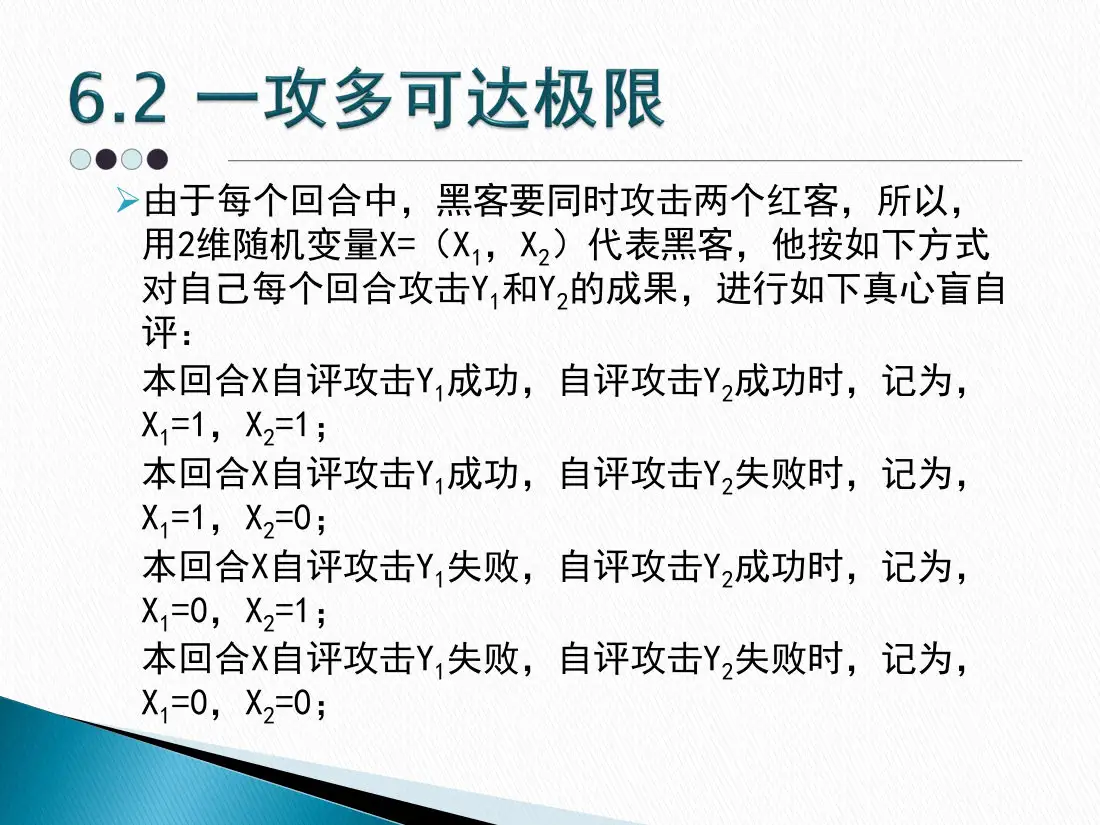 6.2 一攻多可达极限
由于每个回合中，黑客要同时攻击两个红客，所以，
用2维随机变量X=（X₁，X₂）代表黑客，他按如下方式
对自己每个回合攻击Y₁和Y₂的成果，进行如下真心盲自
评：
本回合X自评攻击Y₁成功，自评攻击Y₂成功时，记为，
X₁=1，X₂=1；
本回合X自评攻击Y₁成功，自评攻击Y₂失败时，记为，
X₁=1，X₂=0；
本回合X自评攻击Y₁失败，自评攻击Y₂成功时，记为，
X₁=0，X₂=1；
本回合X自评攻击Y₁失败，自评攻击Y₂失败时，记为，
X₁=0，X₂=0；